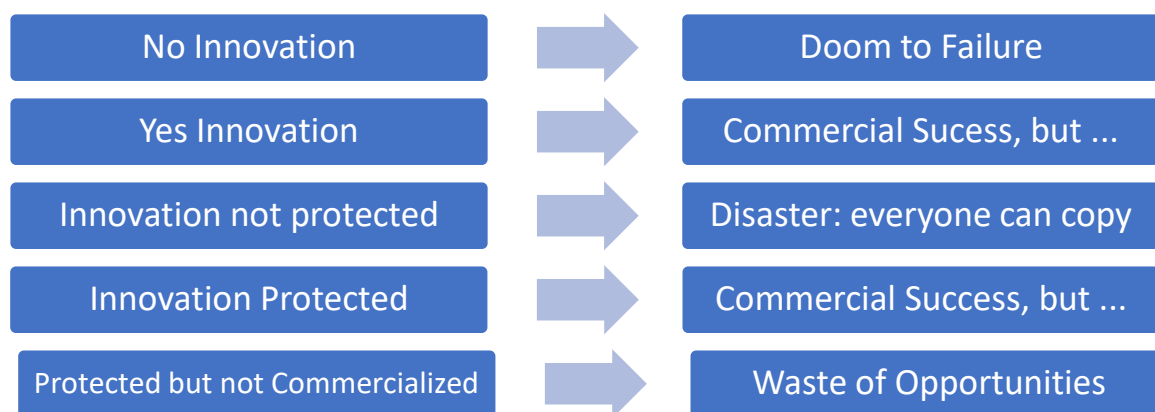 No Innovation
Doom to Failure
Yes Innovation
Commercial Sucess, but ...
Innovation not protected
Disaster: everyone can copy
Innovation Protected
Commercial Success, but ...
Protected but not Commercialized
Waste of Opportunities